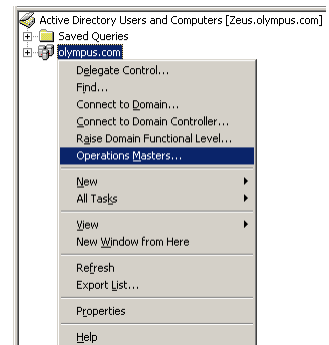 Active Directory Users and Computers [Zeus.olympus.com]
Saved Queries
olympus.com
Delegate Control...
Find...
Connect to Domain...
Connect to Domain Controller...
Raise Domain Functional Level...
Operations Masters...
New
All Tasks
View
New Window from Here
Refresh
Export List...
Properties
Help